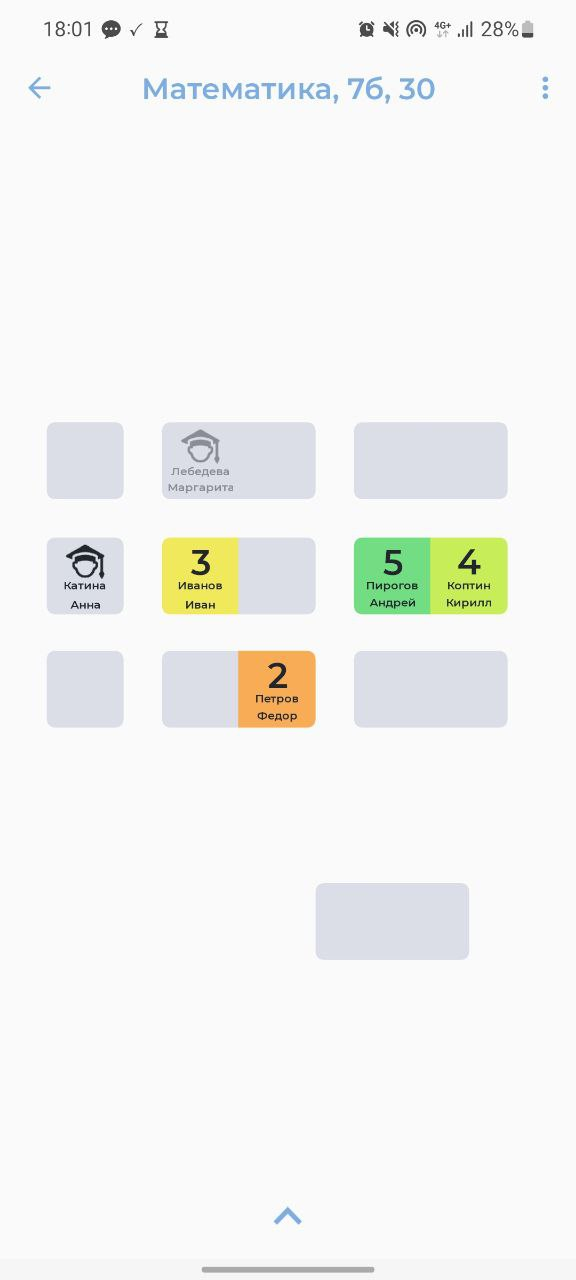 18:01 4G+ 28%
Математика, 7б, 30
Лебедева
Маргарита
3 5 4
Катина Иванов Пирогов Коптин
Анна Иван Андрей Кирилл
2
Петров
Федор